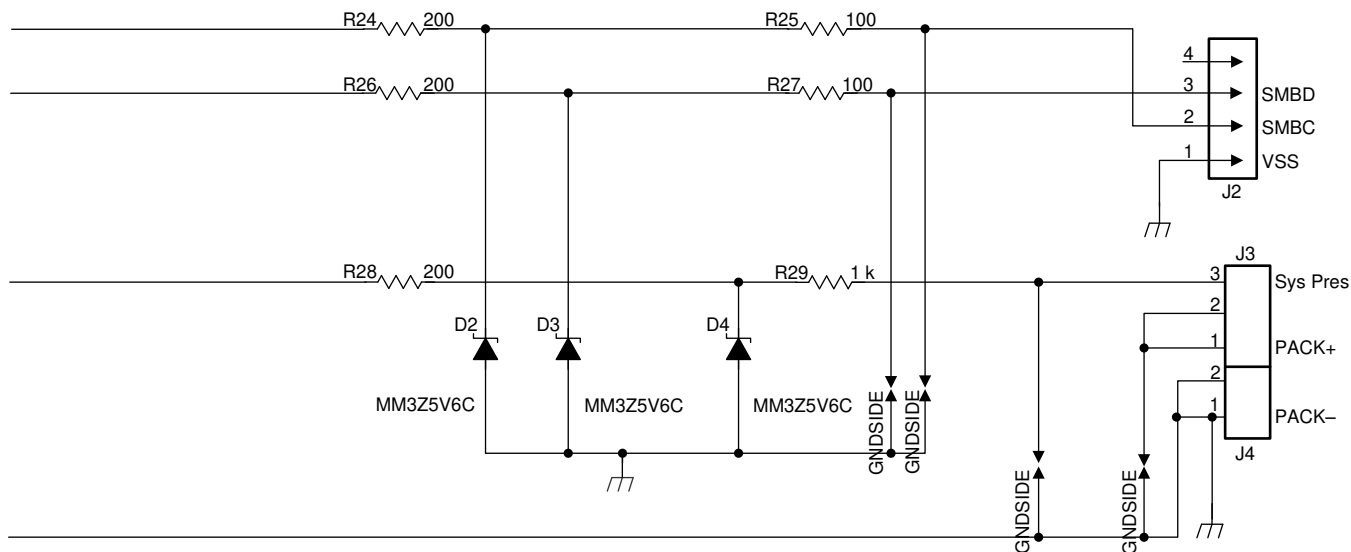 R24 200 R25 100
4
R26 200 R27 100 3 SMBD
2 SMBC
1 VSS
J2
J3
R28 200 R29 1 k 3 Sys Pres
2
D2 D3 D4
1 PACK+
2
MM3Z5V6C MM3Z5V6C MM3Z5V6C
1 PACK–
GNDSIDE
GNDSIDE
J4
GNDSIDE
GNDSIDE